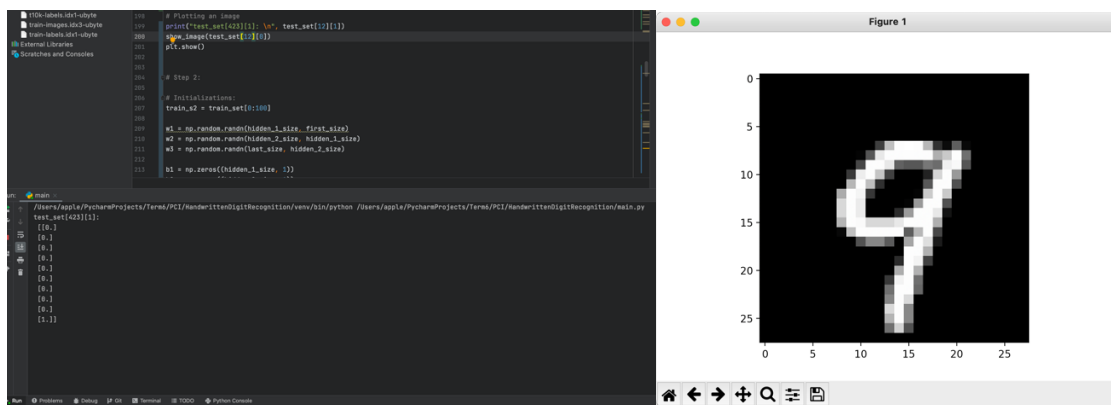 t10k-labels.idx1-ubyte
train-images.idx3-ubyte
train-labels.idx1-ubyte
External Libraries
Scratches and Consoles
198 # Plotting an image
199 print("test_set[423][1]: \n", test_set[12][1])
200 show_image(test_set[12][0])
201 plt.show()
202
203
204 # Step 2:
205
206 # Initializations:
207 train_s2 = train_set[0:100]
208
209 w1 = np.random.randn(hidden_1_size, first_size)
210 w2 = np.random.randn(hidden_2_size, hidden_1_size)
211 w3 = np.random.randn(last_size, hidden_2_size)
212
213 b1 = np.zeros((hidden_1_size, 1))
un: main
/Users/apple/PycharmProjects/Term6/PCI/HandwrittenDigitRecognition/venv/bin/python /Users/apple/PycharmProjects/Term6/PCI/HandwrittenDigitRecognition/main.py
test_set[423][1]:
[[0.]
[0.]
[0.]
[0.]
[0.]
[0.]
[0.]
[0.]
[0.]
[1.]]
Run Problems Debug Git Terminal TODO Python Console
Figure 1
0
5
10
15
20
25
0 5 10 15 20 25
9